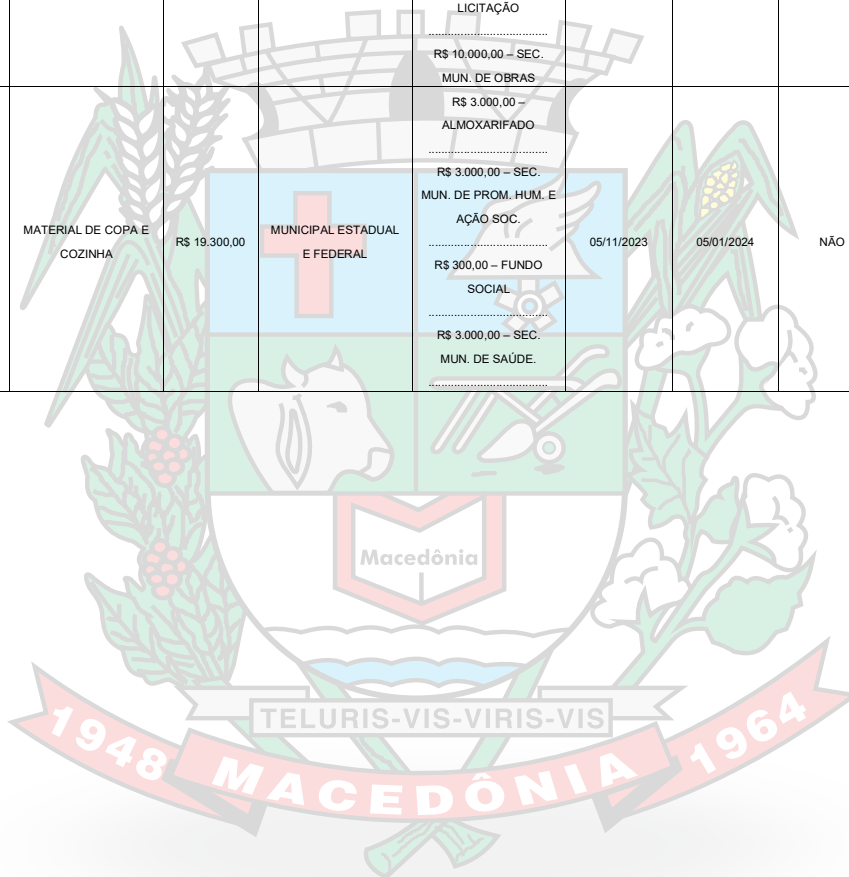 LICITAÇÃO
....................................
R$ 10.000,00 – SEC.
MUN. DE OBRAS
MATERIAL DE COPA E
COZINHA
R$ 19.300,00
MUNICIPAL ESTADUAL
E FEDERAL
R$ 3.000,00 –
ALMOXARIFADO
....................................
R$ 3.000,00 – SEC.
MUN. DE PROM. HUM. E
AÇÃO SOC.
....................................
R$ 300,00 – FUNDO
SOCIAL
....................................
R$ 3.000,00 – SEC.
MUN. DE SAÚDE.
....................................
05/11/2023
05/01/2024
NÃO
Macedônia
TELURIS-VIS-VIRIS-VIS
1948
MACEDÔNIA
1964